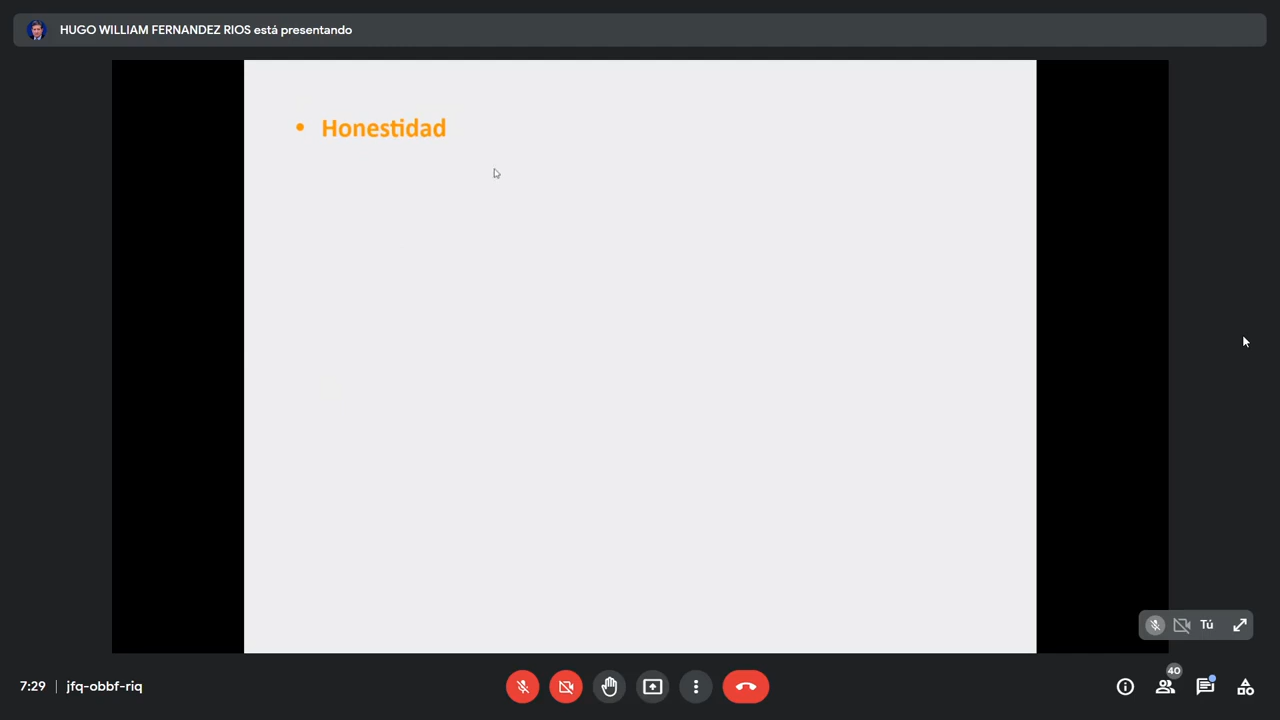 HUGO WILLIAM FERNANDEZ RIOS está presentando
• Honestidad
Tú
40
7:29 | jfq-obbf-riq